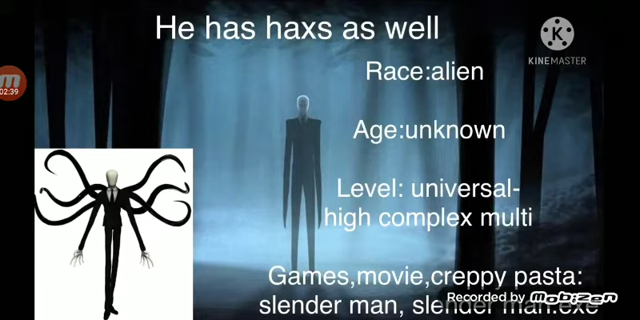 He has haxs as well
KINEMASTER
Race:alien
02:39
Age:unknown
Level: universal-
high complex multi
Games,movie,creppy pasta:
slender man, slender man.exe
Recorded by Mobizen